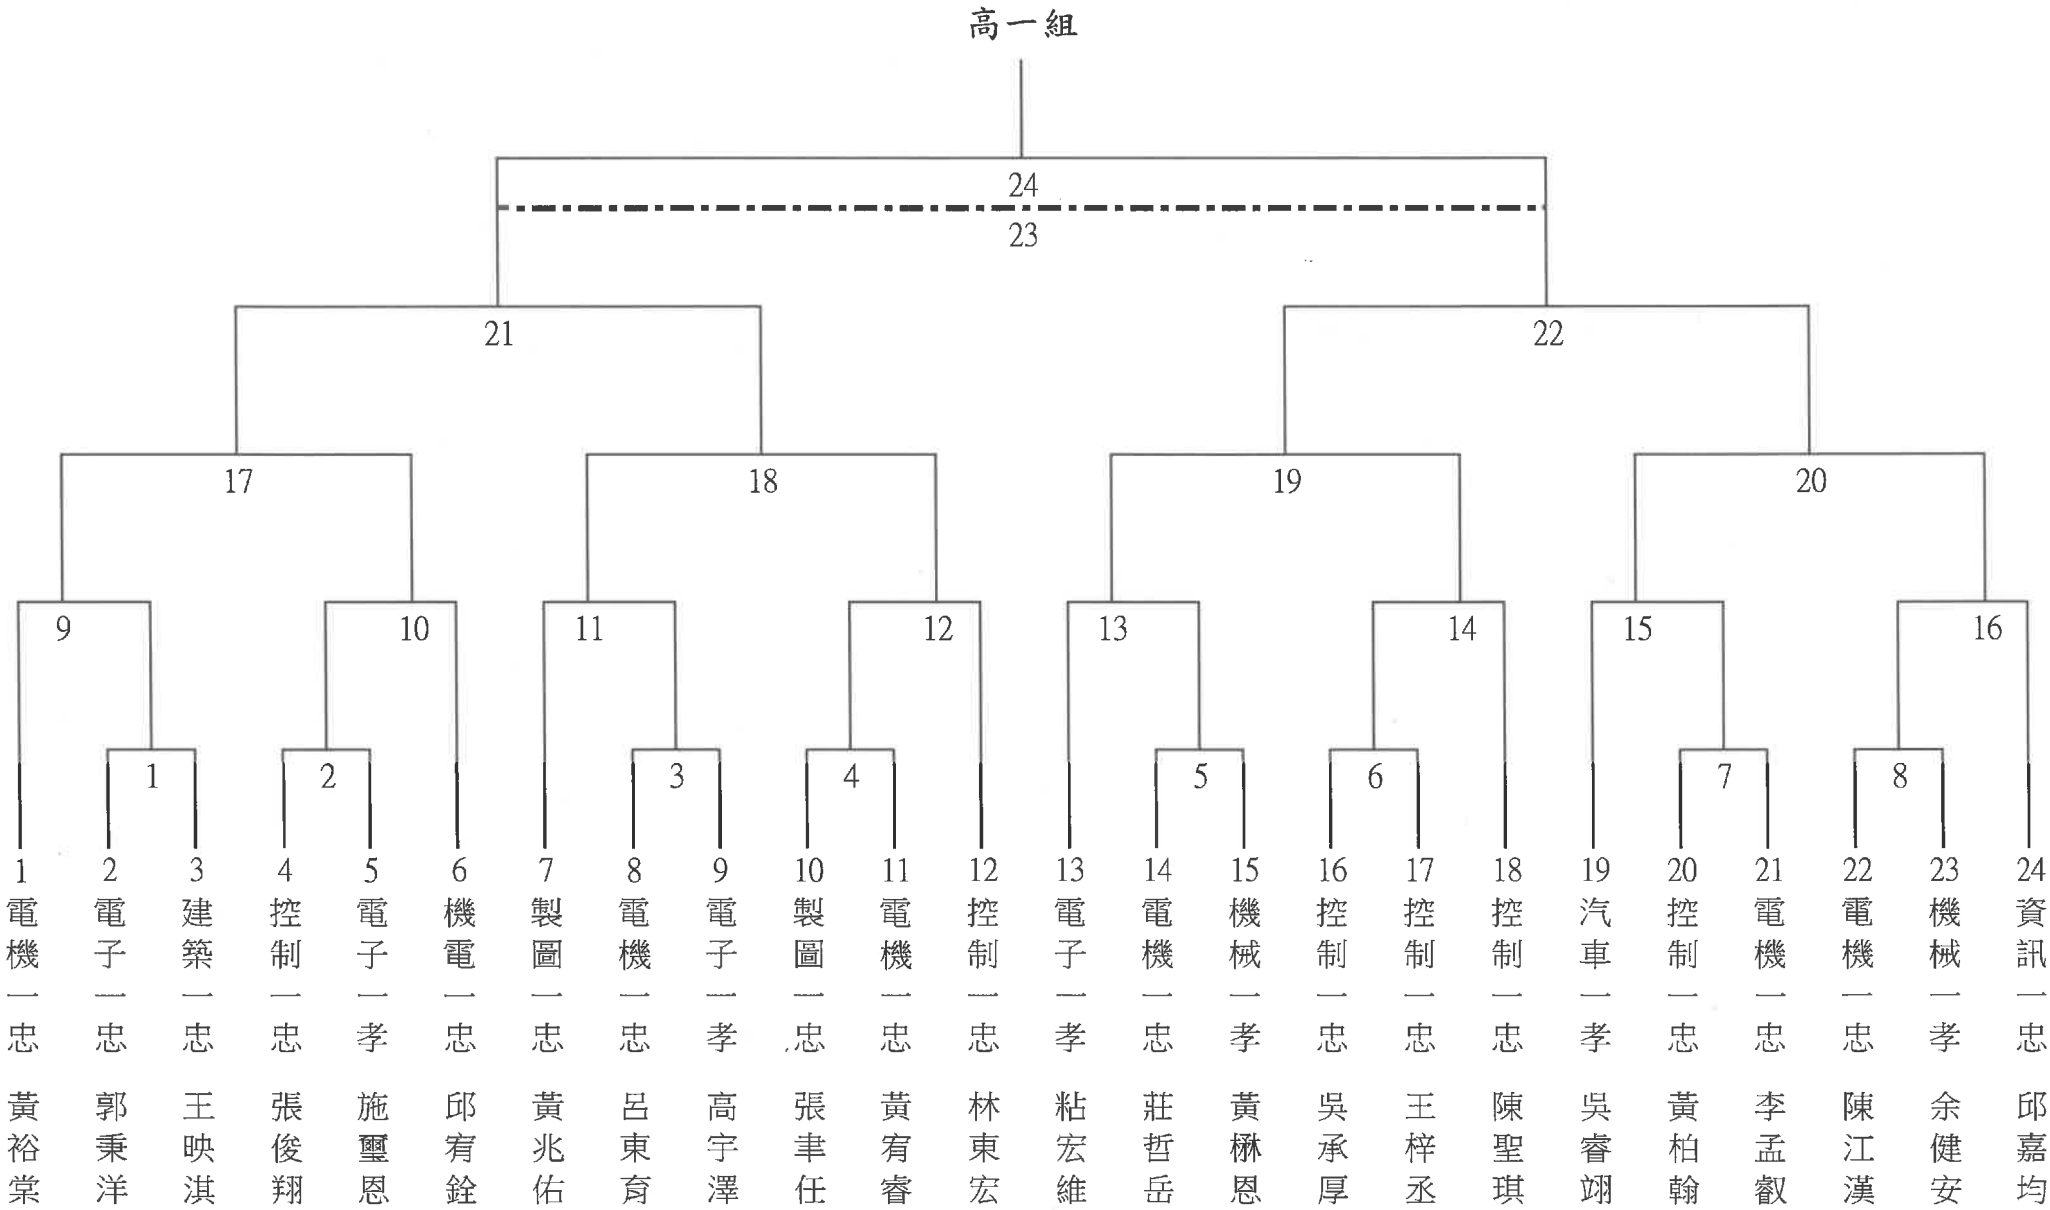 高一組
24
23
21
22
17
18
19
20
9
10
11
12
13
14
15
16
1
2
3
4
5
6
7
8
1 電機一忠 黃裕棠
2 電子一忠 郭秉洋
3 建築一忠 王映淇
4 控制一忠 張俊翔
5 電子一孝 施璽恩
6 機電一忠 邱宥銓
7 製圖一忠 黃兆佑
8 電機一忠 呂東育
9 電子一孝 高宇澤
10 製圖一忠 張聿任
11 電機一忠 黃宥睿
12 控制一忠 林東宏
13 電子一孝 粘宏維
14 電機一忠 莊哲岳
15 機械一孝 黃楙恩
16 控制一忠 吳承厚
17 控制一忠 王梓丞
18 控制一忠 陳聖琪
19 汽車一孝 吳睿翊
20 控制一忠 黃柏翰
21 電機一忠 李孟叡
22 電機一忠 陳江漢
23 機械一孝 余健安
24 資訊一忠 邱嘉均